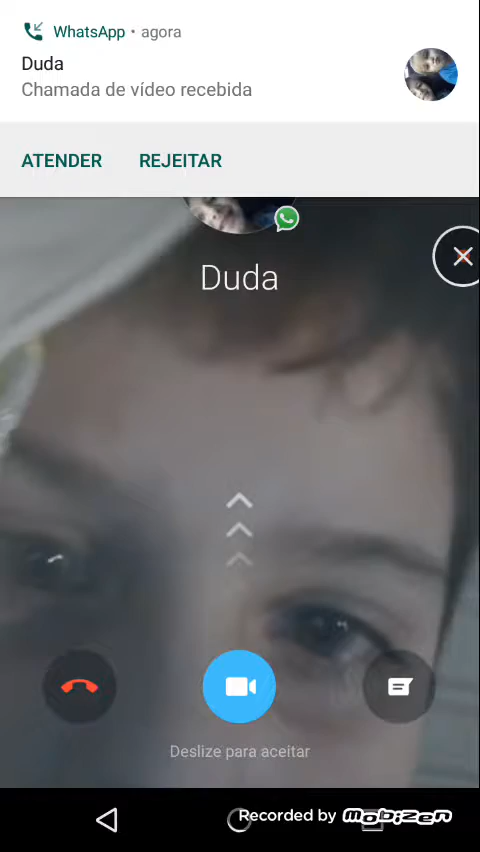 WhatsApp • agora
Duda
Chamada de vídeo recebida
ATENDER REJEITAR
Duda
Deslize para aceitar
Recorded by MOBIZEN